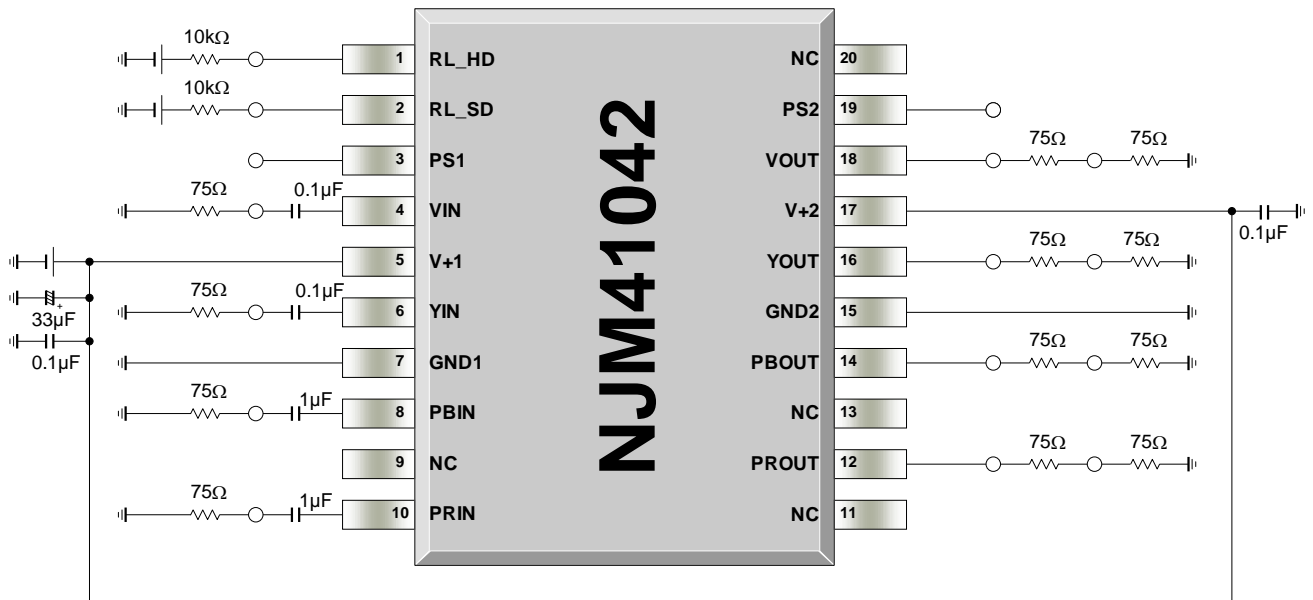 10kΩ
1 RL_HD
10kΩ
2 RL_SD
3 PS1
75Ω
0.1µF
4 VIN
5 V+1
33µF
+
0.1µF
75Ω
0.1µF
6 YIN
7 GND1
75Ω
1µF
8 PBIN
9 NC
75Ω
1µF
10 PRIN
NJM41042
NC 20
PS2 19
VOUT 18
75Ω
75Ω
V+2 17
0.1µF
YOUT 16
75Ω
75Ω
GND2 15
PBOUT 14
75Ω
75Ω
NC 13
PROUT 12
75Ω
75Ω
NC 11